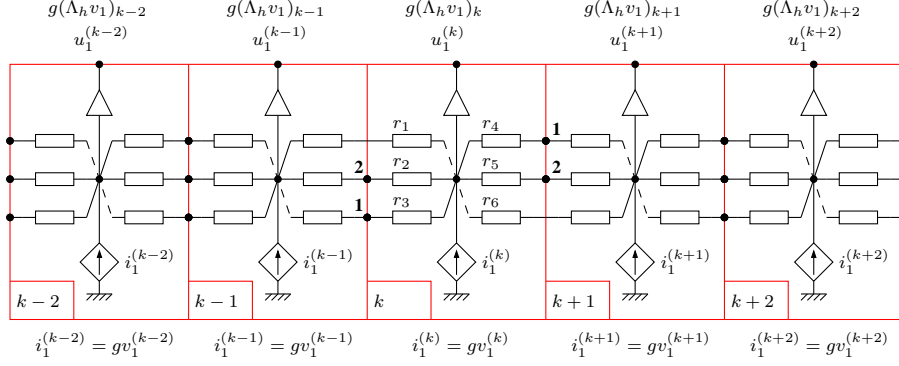 g(Λ_h v_1)_{k−2} g(Λ_h v_1)_{k−1} g(Λ_h v_1)_k g(Λ_h v_1)_{k+1} g(Λ_h v_1)_{k+2}
u_1^{(k−2)} u_1^{(k−1)} u_1^{(k)} u_1^{(k+1)} u_1^{(k+2)}
r_1 r_4 1
2 r_2 r_5 2
1 r_3 r_6
i_1^{(k−2)} i_1^{(k−1)} i_1^{(k)} i_1^{(k+1)} i_1^{(k+2)}
k − 2 k − 1 k k + 1 k + 2
i_1^{(k−2)} = gv_1^{(k−2)} i_1^{(k−1)} = gv_1^{(k−1)} i_1^{(k)} = gv_1^{(k)} i_1^{(k+1)} = gv_1^{(k+1)} i_1^{(k+2)} = gv_1^{(k+2)}